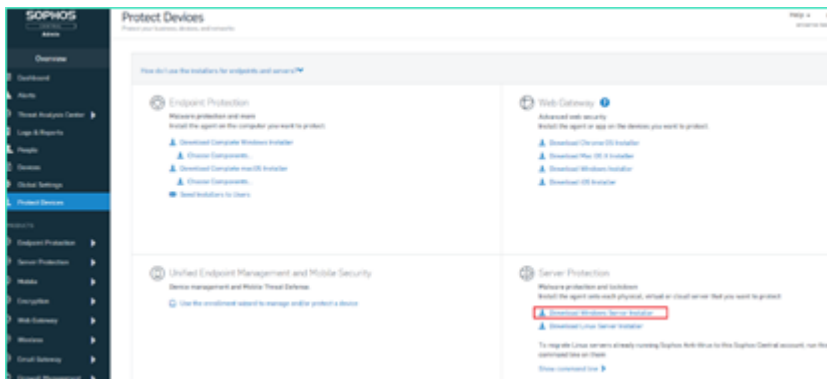 SOPHOS
CENTRAL
Admin
Overview
Dashboard
Alerts
Threat Analysis Center
Logs & Reports
People
Devices
Global Settings
Protect Devices
PRODUCTS
Endpoint Protection
Server Protection
Mobile
Encryption
Web Gateway
Wireless
Email Gateway
Firewall Management
Protect Devices
Protect your business, devices, and networks
Help
How do I use the installers for endpoints and servers?
Endpoint Protection
Malware protection and more
Install the agent on the computer you want to protect.
Download Complete Windows Installer
Choose Components...
Download Complete macOS Installer
Choose Components...
Send Installers to Users
Web Gateway
Advanced web security
Install the agent or app on the devices you want to protect.
Download Chrome OS Installer
Download Mac OS X Installer
Download Windows Installer
Download iOS Installer
Unified Endpoint Management and Mobile Security
Device management and Mobile Threat Defense
Use the enrollment wizard to manage and/or protect a device
Server Protection
Malware protection and lockdown
Install the agent onto each physical, virtual or cloud server that you want to protect
Download Windows Server Installer
Download Linux Server Installer
To migrate Linux servers already running Sophos Anti-Virus to this Sophos Central account, run this
command line on them
Show command line